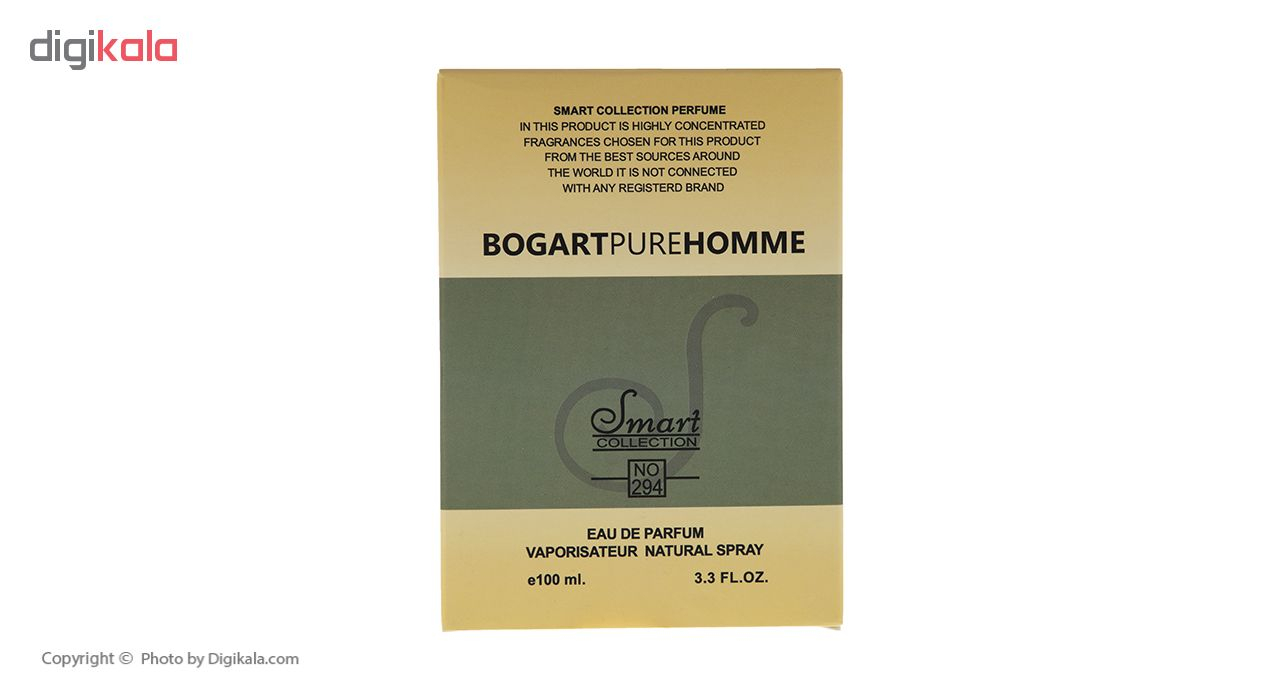 digikala
SMART COLLECTION PERFUME
IN THIS PRODUCT IS HIGHLY CONCENTRATED
FRAGRANCES CHOSEN FOR THIS PRODUCT
FROM THE BEST SOURCES AROUND
THE WORLD IT IS NOT CONNECTED
WITH ANY REGISTERD BRAND
BOGARTPUREHOMME
Smart
COLLECTION
NO
294
EAU DE PARFUM
VAPORISATEUR NATURAL SPRAY
e100 ml. 3.3 FL.OZ.
Copyright © Photo by Digikala.com